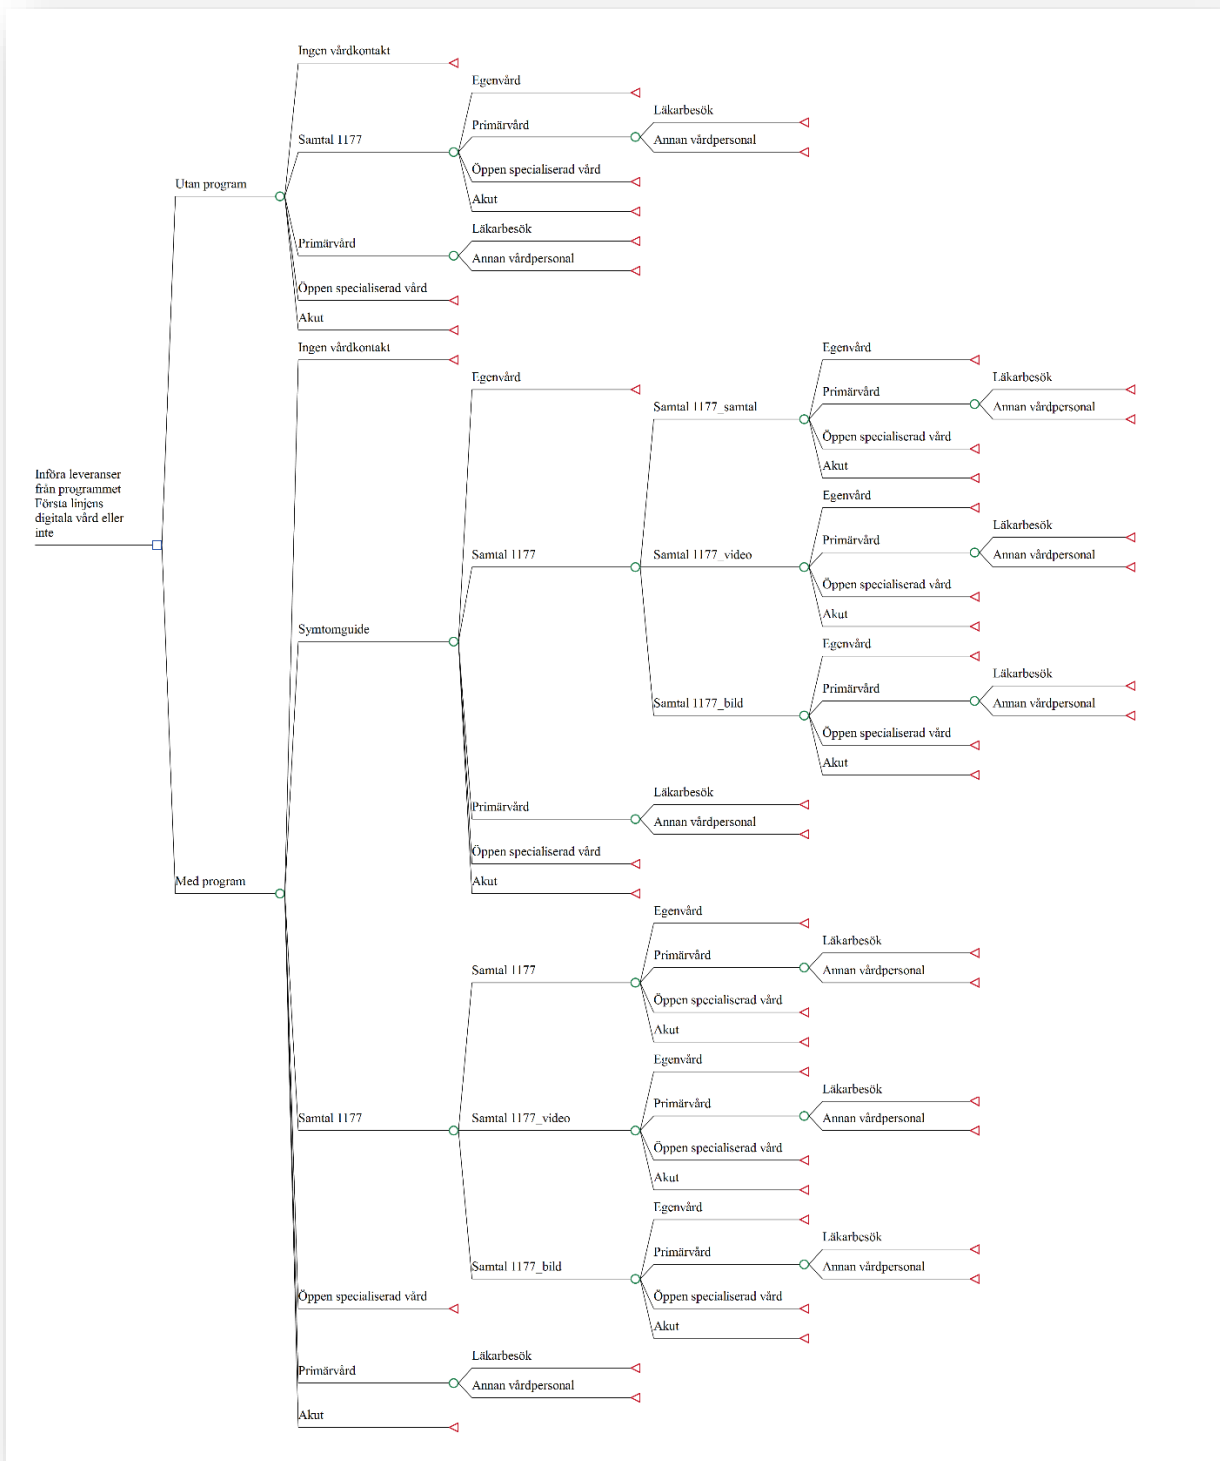 Ingen vårdkontakt
Egenvård
Läkarbesök
Samtal 1177
Primärvård
Annan vårdpersonal
Öppen specialiserad vård
Utan program
Akut
Läkarbesök
Primärvård
Annan vårdpersonal
Öppen specialiserad vård
Akut
Ingen vårdkontakt
Egenvård
Egenvård
Läkarbesök
Primärvård
Samtal 1177_samtal
Annan vårdpersonal
Öppen specialiserad vård
Akut
Införa leveranser
från programmet
Första linjens
digitala vård eller
inte
Egenvård
Läkarbesök
Primärvård
Samtal 1177
Samtal 1177_video
Annan vårdpersonal
Öppen specialiserad vård
Akut
Symtomguide
Egenvård
Läkarbesök
Primärvård
Samtal 1177_bild
Annan vårdpersonal
Öppen specialiserad vård
Akut
Läkarbesök
Primärvård
Annan vårdpersonal
Öppen specialiserad vård
Med program
Akut
Egenvård
Läkarbesök
Primärvård
Samtal 1177
Annan vårdpersonal
Öppen specialiserad vård
Akut
Egenvård
Läkarbesök
Primärvård
Samtal 1177
Samtal 1177_video
Annan vårdpersonal
Öppen specialiserad vård
Akut
Egenvård
Läkarbesök
Primärvård
Samtal 1177_bild
Annan vårdpersonal
Öppen specialiserad vård
Öppen specialiserad vård
Akut
Läkarbesök
Primärvård
Annan vårdpersonal
Akut